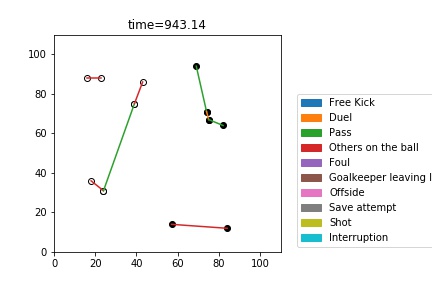 time=943.14
100
80
60
40
20
0
0 20 40 60 80 100
Free Kick
Duel
Pass
Others on the ball
Foul
Goalkeeper leaving l
Offside
Save attempt
Shot
Interruption